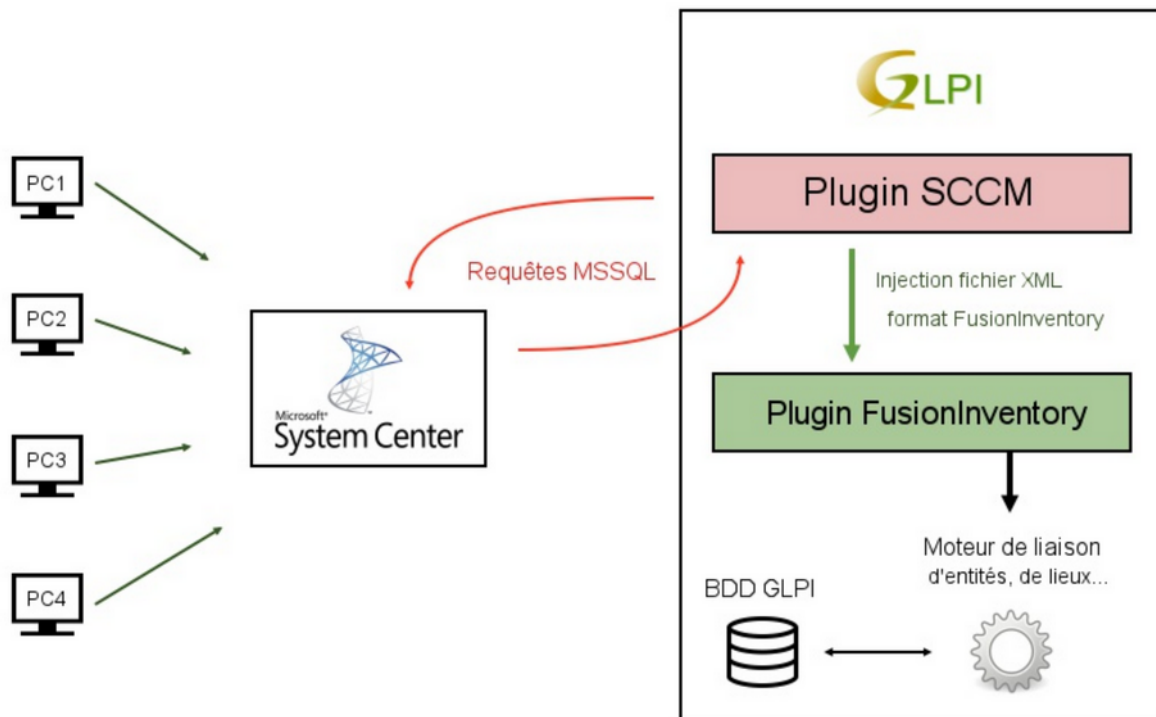 GLPI
PC1
Plugin SCCM
Requêtes MSSQL
Injection fichier XML
format FusionInventory
PC2
Microsoft®
System Center™
Plugin FusionInventory
PC3
Moteur de liaison
d'entités, de lieux...
PC4
BDD GLPI